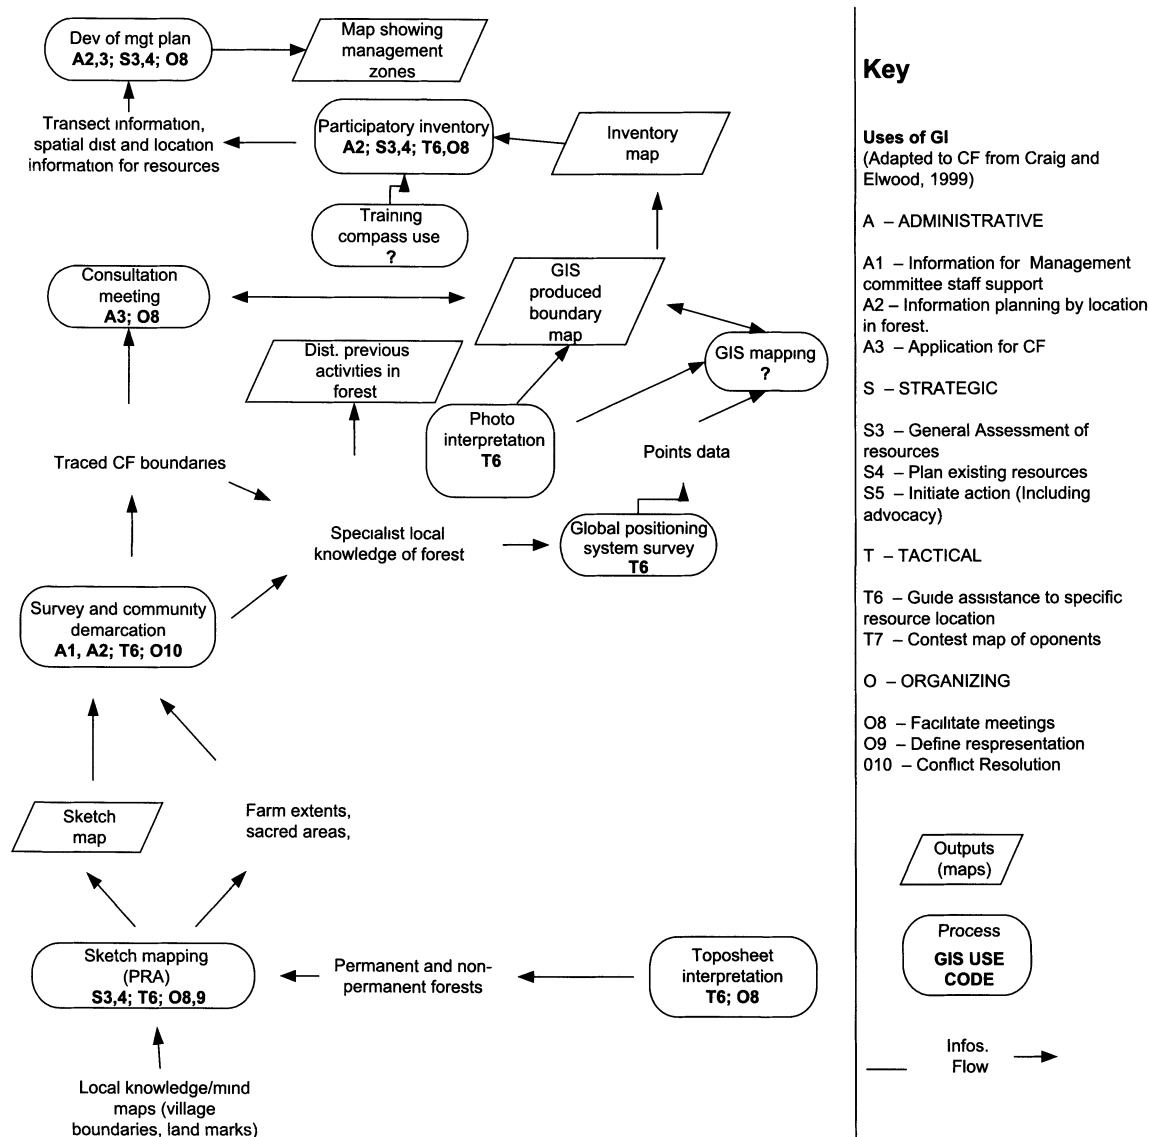 Dev of mgt plan
A2,3; S3,4; O8
Map showing
management
zones
Transect information,
spatial dist and location
information for resources
Participatory inventory
A2; S3,4; T6,O8
Inventory
map
Training
compass use
?
Consultation
meeting
A3; O8
GIS
produced
boundary
map
Dist. previous
activities in
forest
GIS mapping
?
Photo
interpretation
T6
Points data
Traced CF boundaries
Specialist local
knowledge of forest
Global positioning
system survey
T6
Survey and community
demarcation
A1, A2; T6; O10
Sketch
map
Farm extents,
sacred areas,
Sketch mapping
(PRA)
S3,4; T6; O8,9
Permanent and non-
permanent forests
Toposheet
interpretation
T6; O8
Local knowledge/mind
maps (village
boundaries, land marks)
Key
Uses of GI
(Adapted to CF from Craig and
Elwood, 1999)
A – ADMINISTRATIVE
A1 – Information for Management
committee staff support
A2 – Information planning by location
in forest.
A3 – Application for CF
S – STRATEGIC
S3 – General Assessment of
resources
S4 – Plan existing resources
S5 – Initiate action (Including
advocacy)
T – TACTICAL
T6 – Guide assistance to specific
resource location
T7 – Contest map of oponents
O – ORGANIZING
O8 – Facilitate meetings
O9 – Define respresentation
010 – Conflict Resolution
Outputs
(maps)
Process
GIS USE
CODE
Infos.
Flow